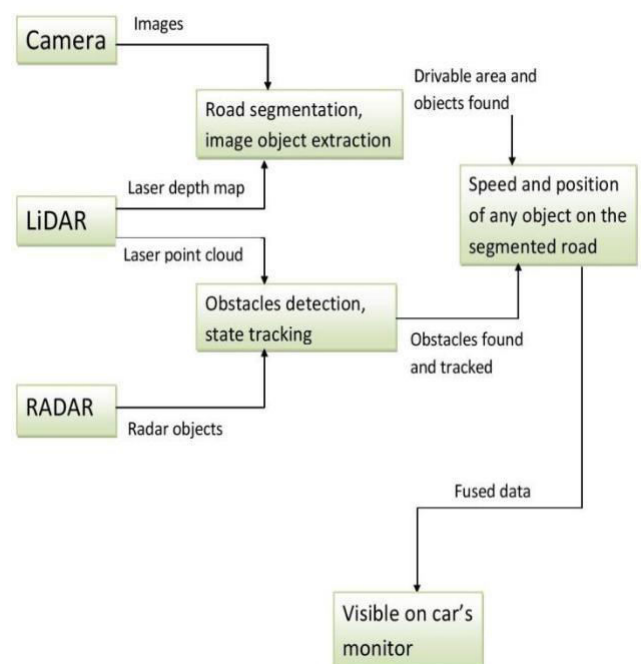 Camera
Images
Road segmentation,
image object extraction
Drivable area and
objects found
Laser depth map
LiDAR
Laser point cloud
Speed and position
of any object on the
segmented road
Obstacles detection,
state tracking
Obstacles found
and tracked
RADAR
Radar objects
Fused data
Visible on car's
monitor